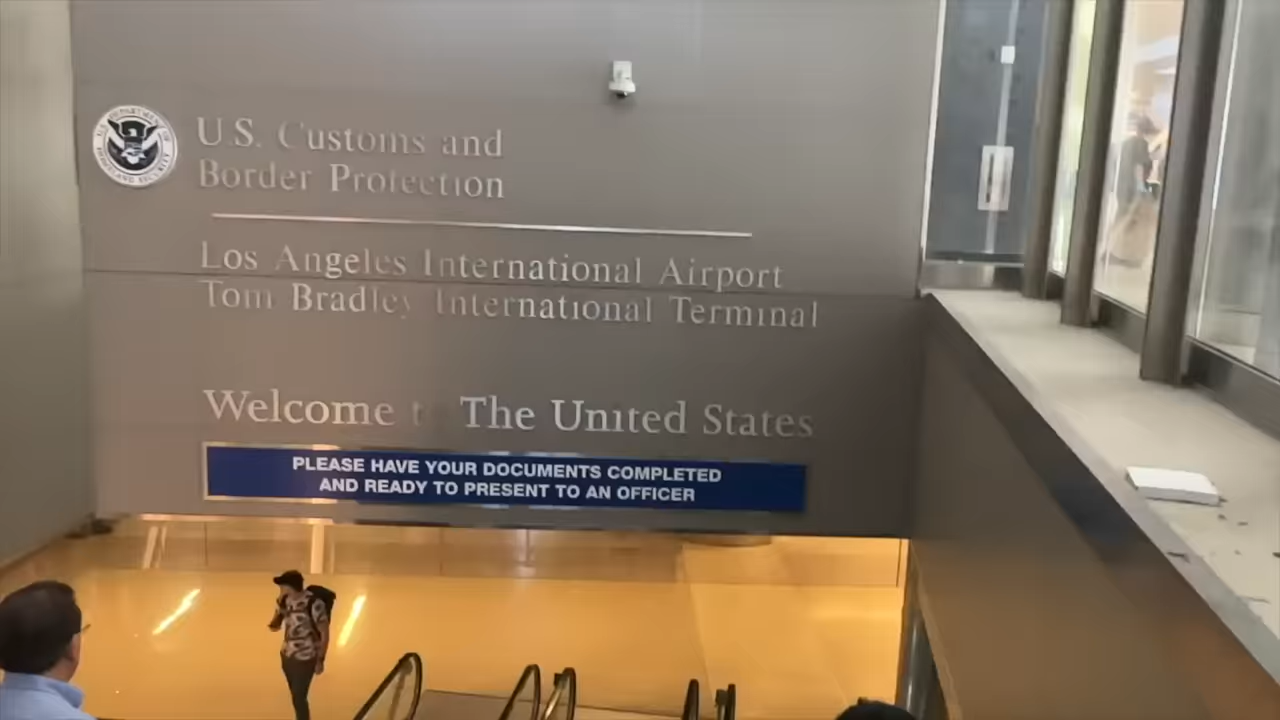 U.S. Customs and
Border Protection
Los Angeles International Airport
Tom Bradley International Terminal
Welcome The United States
PLEASE HAVE YOUR DOCUMENTS COMPLETED
AND READY TO PRESENT TO AN OFFICER